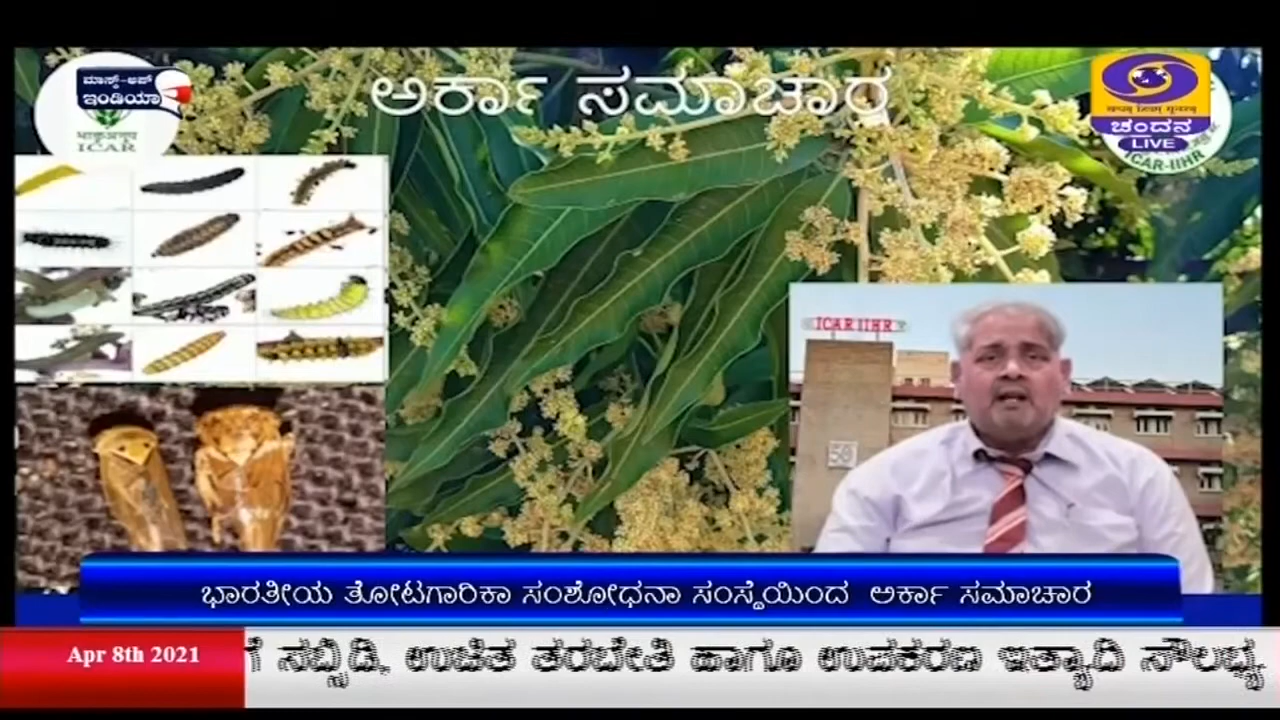 ಮಾಸ್ಕ್-ಅಪ್
ಇಂಡಿಯಾ
ICAR
ಅರ್ಕಾ ಸಮಾಚಾರ
ಚಂದನ
LIVE
ICAR-IIHR
ICAR IIHR
50
ಭಾರತೀಯ ತೋಟಗಾರಿಕಾ ಸಂಶೋಧನಾ ಸಂಸ್ಥೆಯಿಂದ ಅರ್ಕಾ ಸಮಾಚಾರ
Apr 8th 2021
ಗೆ ಸಬ್ಸಿಡಿ, ಉಚಿತ ತರಬೇತಿ ಹಾಗೂ ಉಪಕರಣ ಇತ್ಯಾದಿ ಸೌಲಭ್ಯ